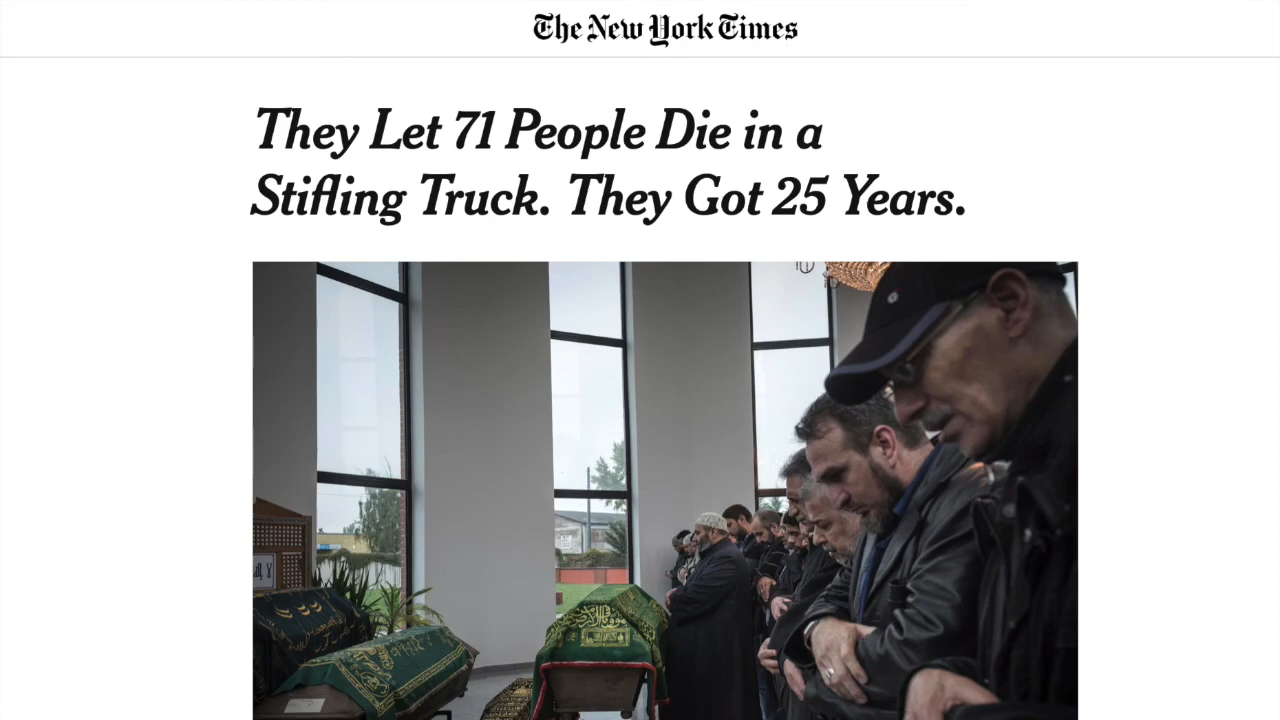 The New York Times
They Let 71 People Die in a
Stifling Truck. They Got 25 Years.